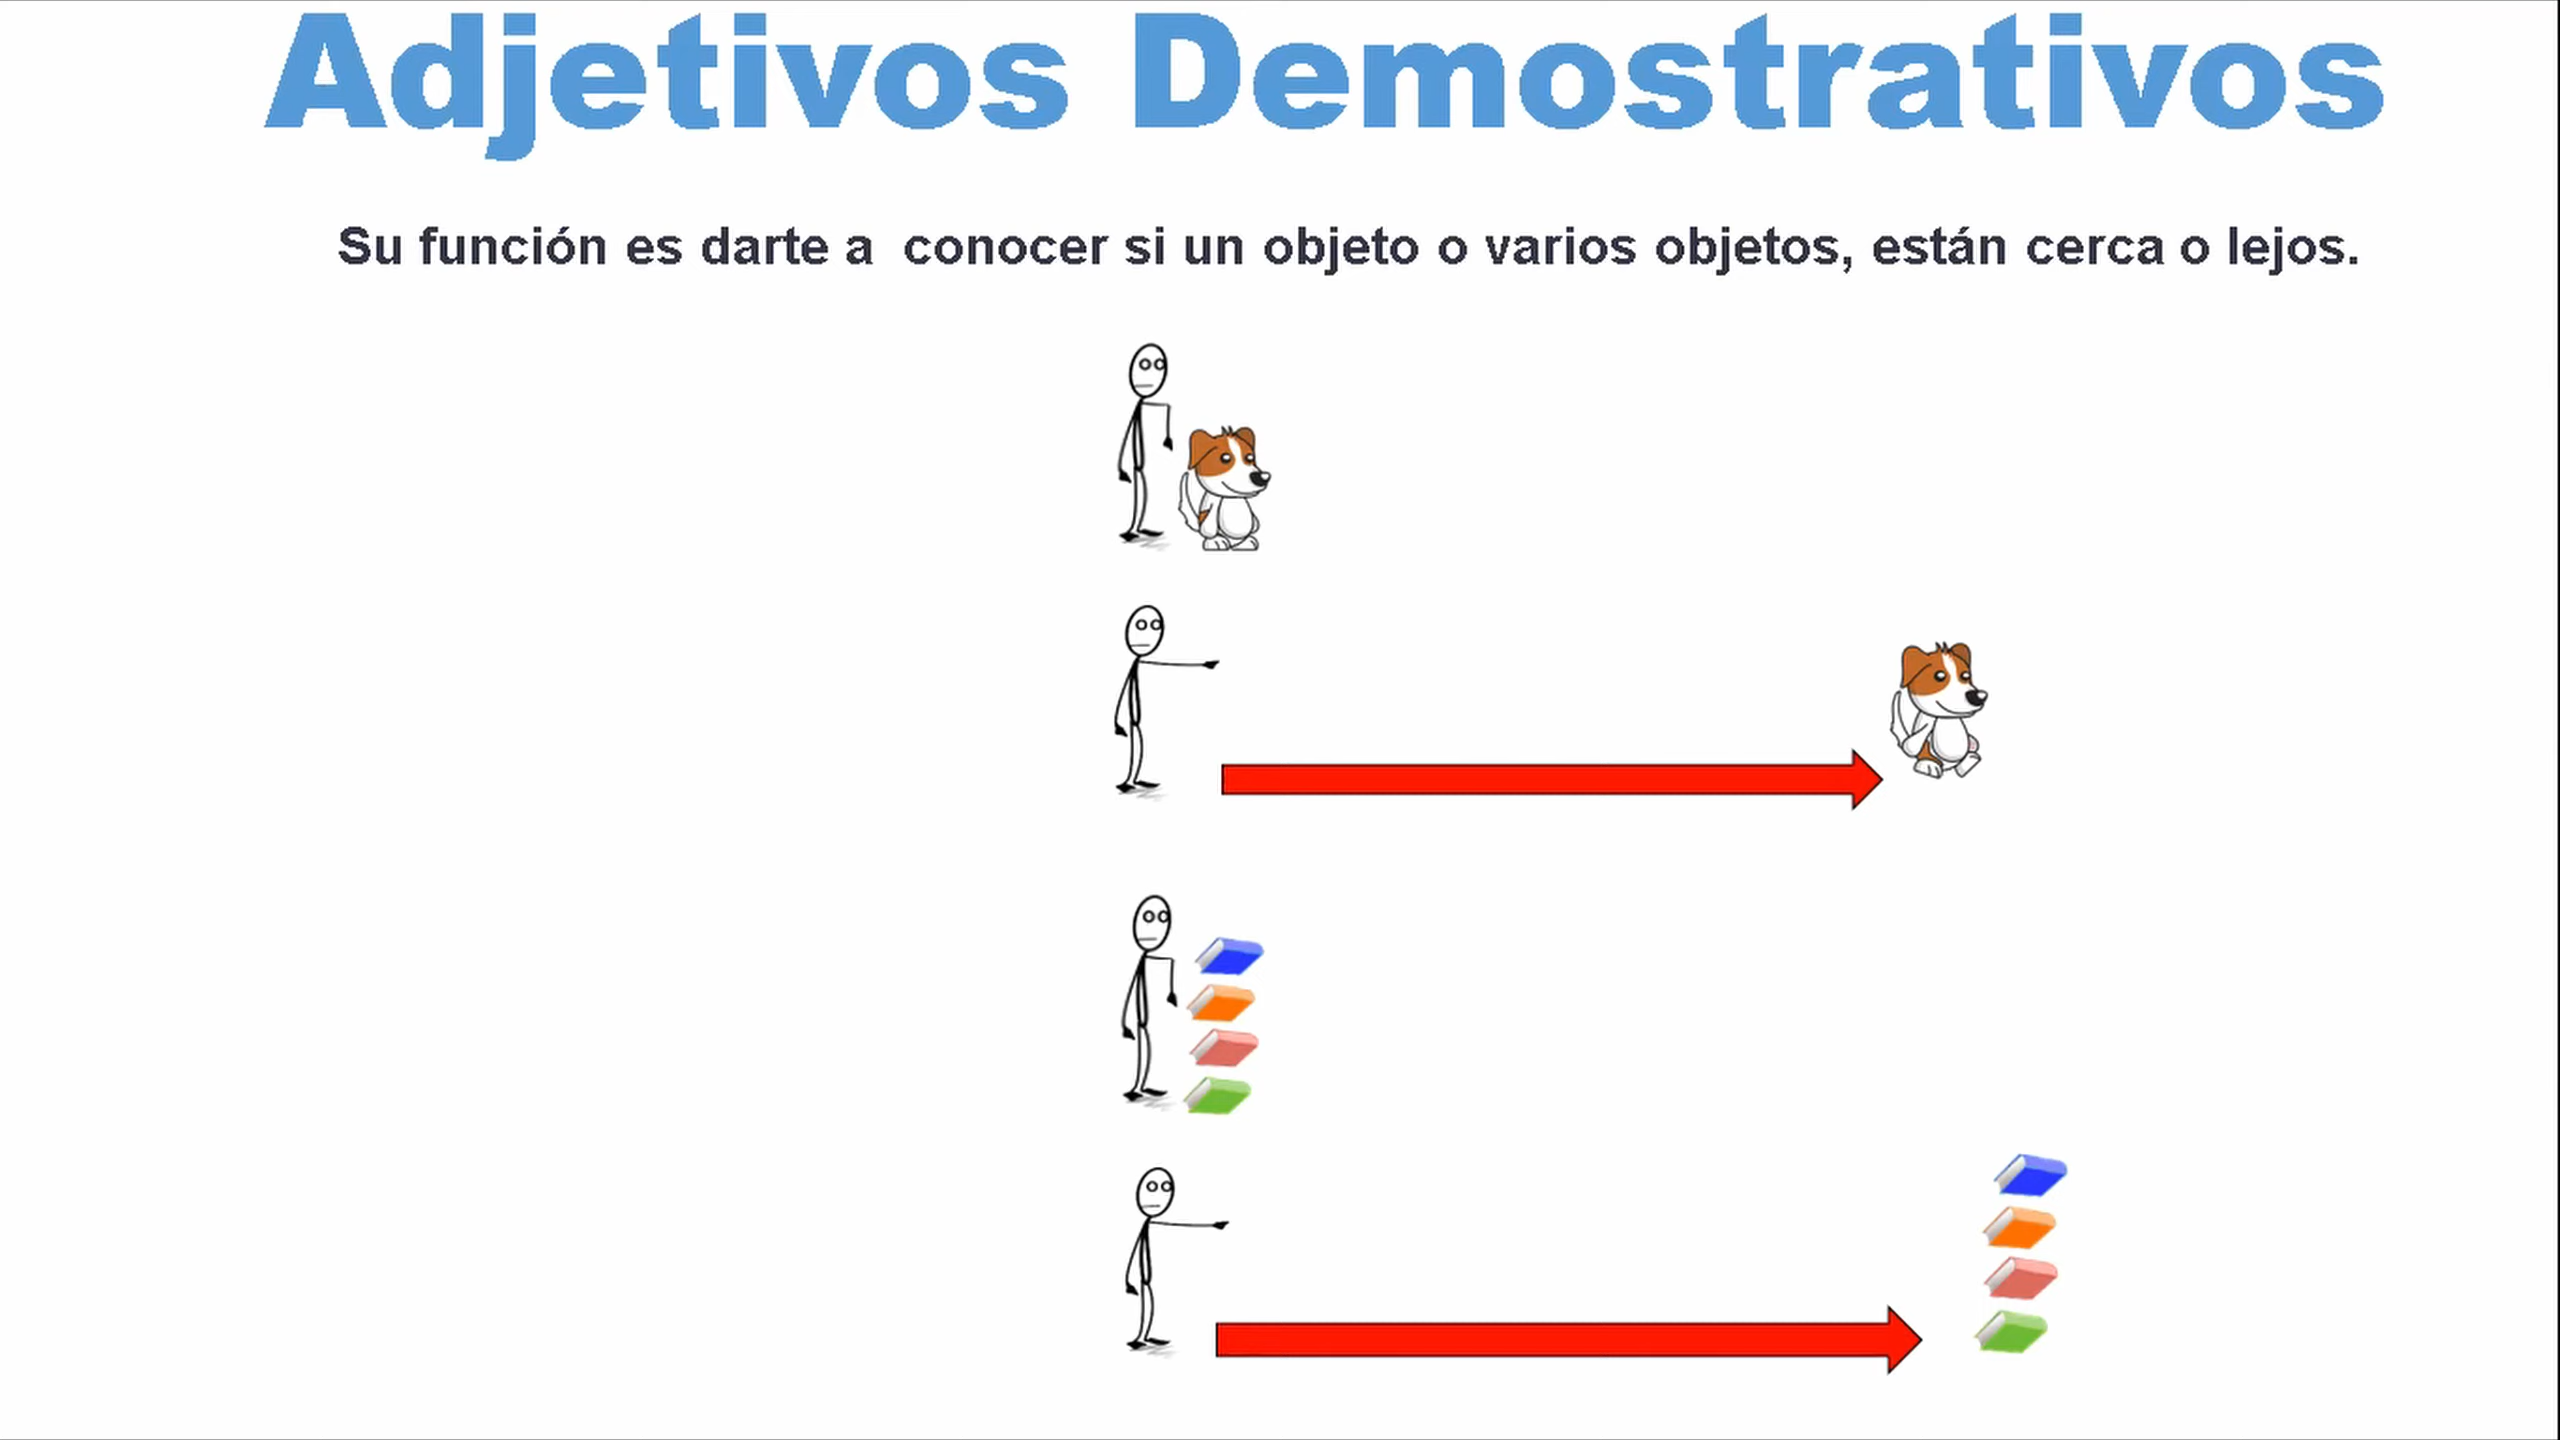 Adjetivos Demostrativos
Su función es darte a conocer si un objeto o varios objetos, están cerca o lejos.